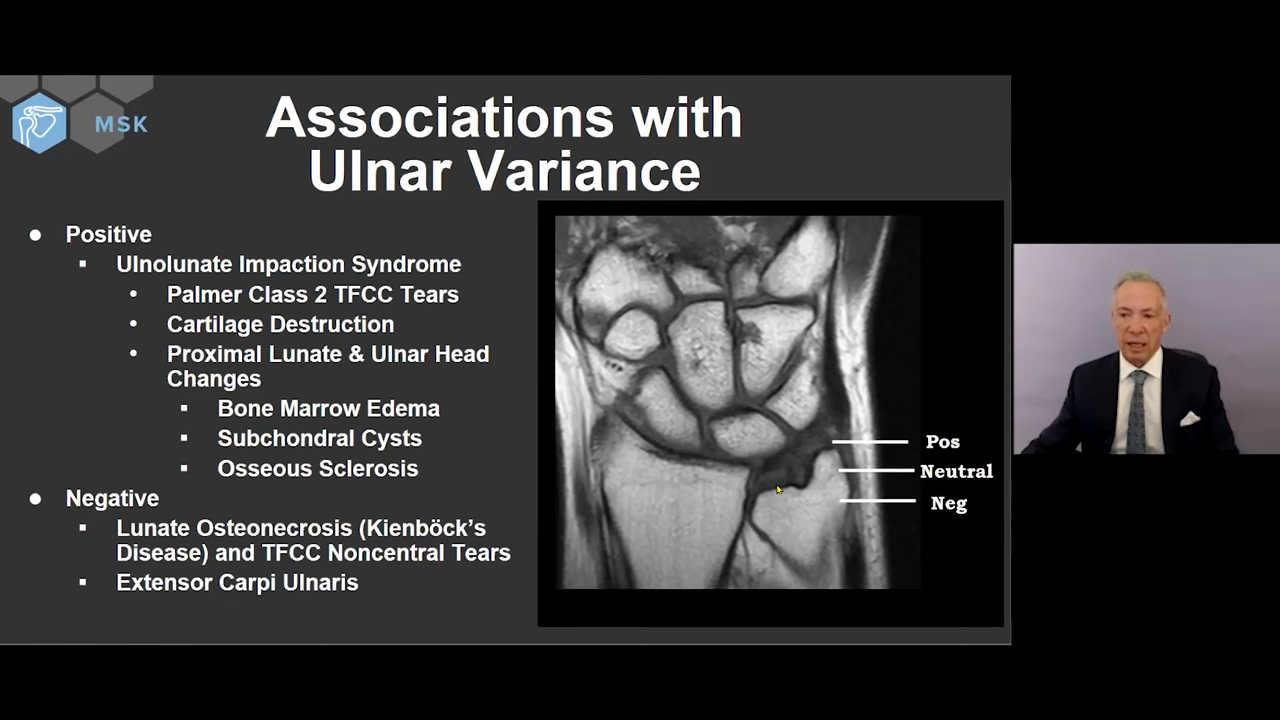 MSK
Associations with
Ulnar Variance
● Positive
▪ Ulnolunate Impaction Syndrome
• Palmer Class 2 TFCC Tears
• Cartilage Destruction
• Proximal Lunate & Ulnar Head
Changes
▪ Bone Marrow Edema
▪ Subchondral Cysts
▪ Osseous Sclerosis
● Negative
▪ Lunate Osteonecrosis (Kienböck’s
Disease) and TFCC Noncentral Tears
▪ Extensor Carpi Ulnaris
Pos
Neutral
Neg